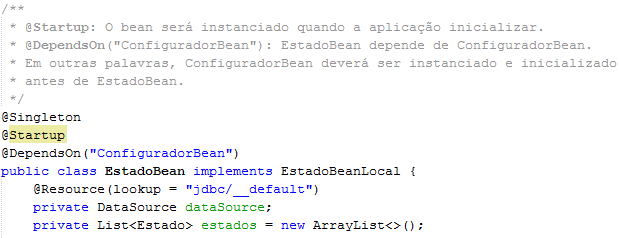 /**
 * @Startup: O bean será instanciado quando a aplicação inicializar.
 * @DependsOn("ConfiguradorBean"): EstadoBean depende de ConfiguradorBean.
 * Em outras palavras, ConfiguradorBean deverá ser instanciado e inicializado
 * antes de EstadoBean.
 */
@Singleton
@Startup
@DependsOn("ConfiguradorBean")
public class EstadoBean implements EstadoBeanLocal {
    @Resource(lookup = "jdbc/__default")
    private DataSource dataSource;
    private List<Estado> estados = new ArrayList<>();